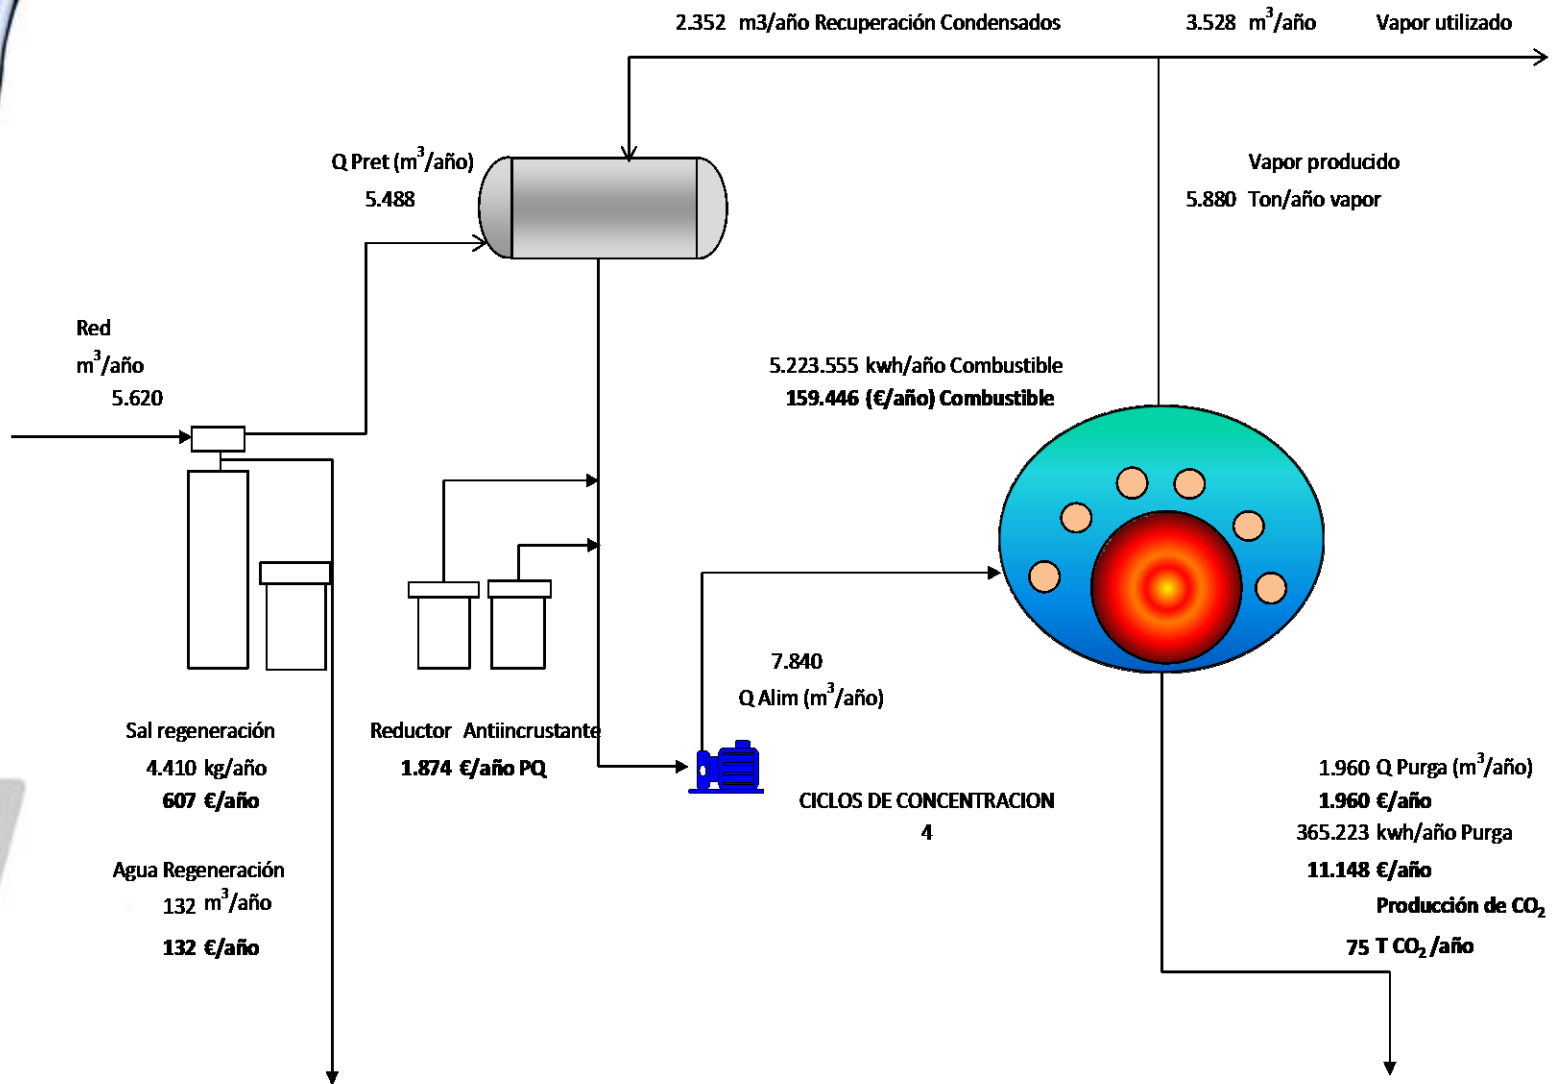 2.352 m3/año Recuperación Condensados
3.528 m³/año Vapor utilizado
Q Pret (m³/año)
5.488
Vapor producido
5.880 Ton/año vapor
Red
m³/año
5.620
5.223.555 kwh/año Combustible
159.446 (€/año) Combustible
7.840
Q Alim (m³/año)
Sal regeneración
4.410 kg/año
607 €/año
Reductor Antiincrustante
1.874 €/año PQ
CICLOS DE CONCENTRACION
4
1.960 Q Purga (m³/año)
1.960 €/año
365.223 kwh/año Purga
11.148 €/año
Producción de CO₂
75 T CO₂ /año
Agua Regeneración
132 m³/año
132 €/año